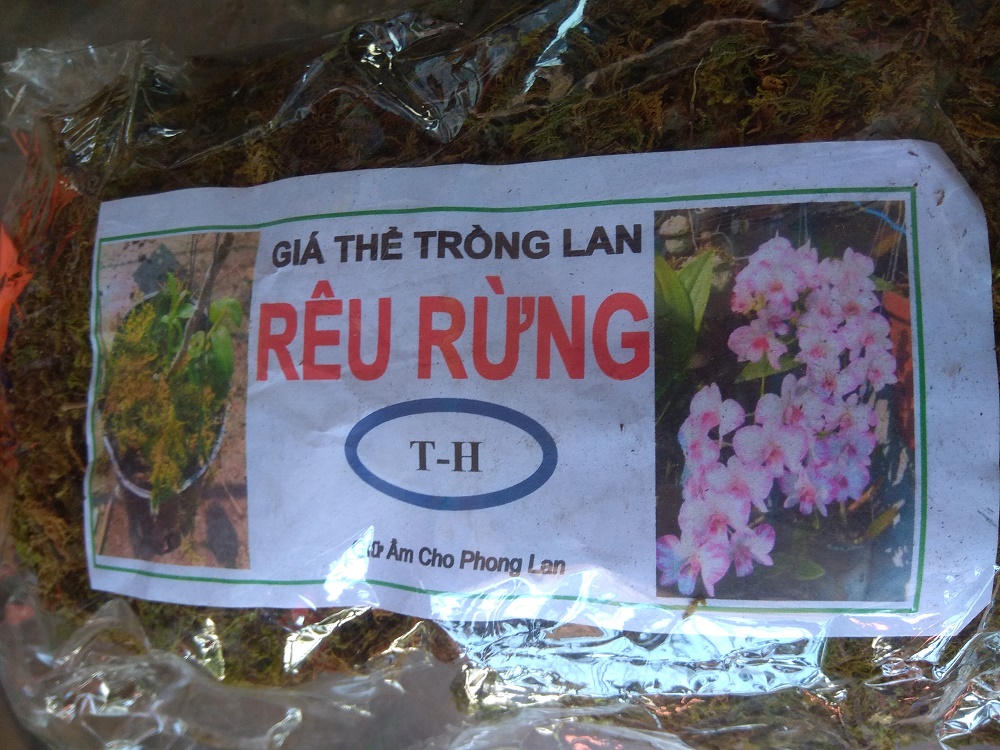 GIÁ THỂ TRỒNG LAN
RÊU RỪNG
T-H
Ẩm Cho Phong Lan